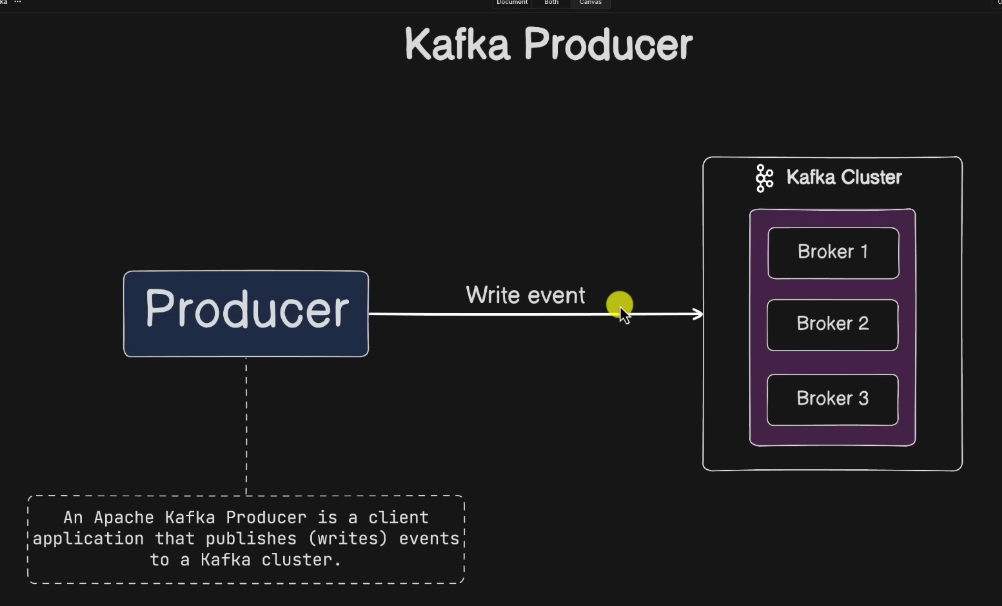 ka ...
Document Both Canvas
Kafka Producer
Kafka Cluster
Broker 1
Producer
Write event
Broker 2
Broker 3
An Apache Kafka Producer is a client
application that publishes (writes) events
to a Kafka cluster.